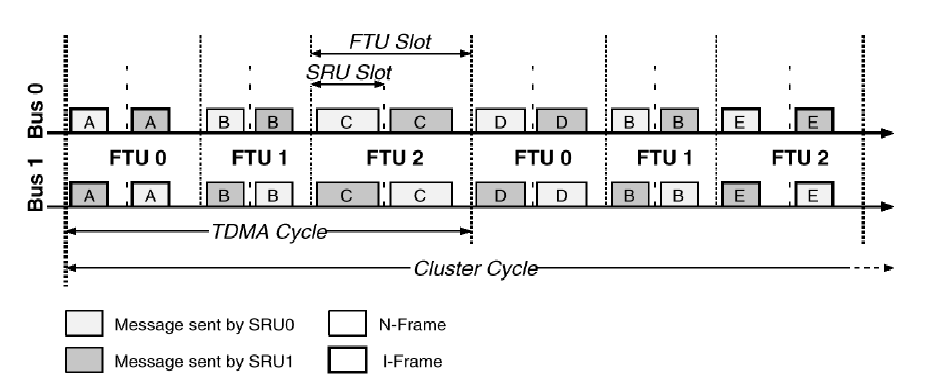 FTU Slot
SRU Slot
Bus 0
A A B B C C D D B B E E
FTU 0 FTU 1 FTU 2 FTU 0 FTU 1 FTU 2
Bus 1
A A B B C C D D B B E E
TDMA Cycle
Cluster Cycle
Message sent by SRU0 N-Frame
Message sent by SRU1 I-Frame